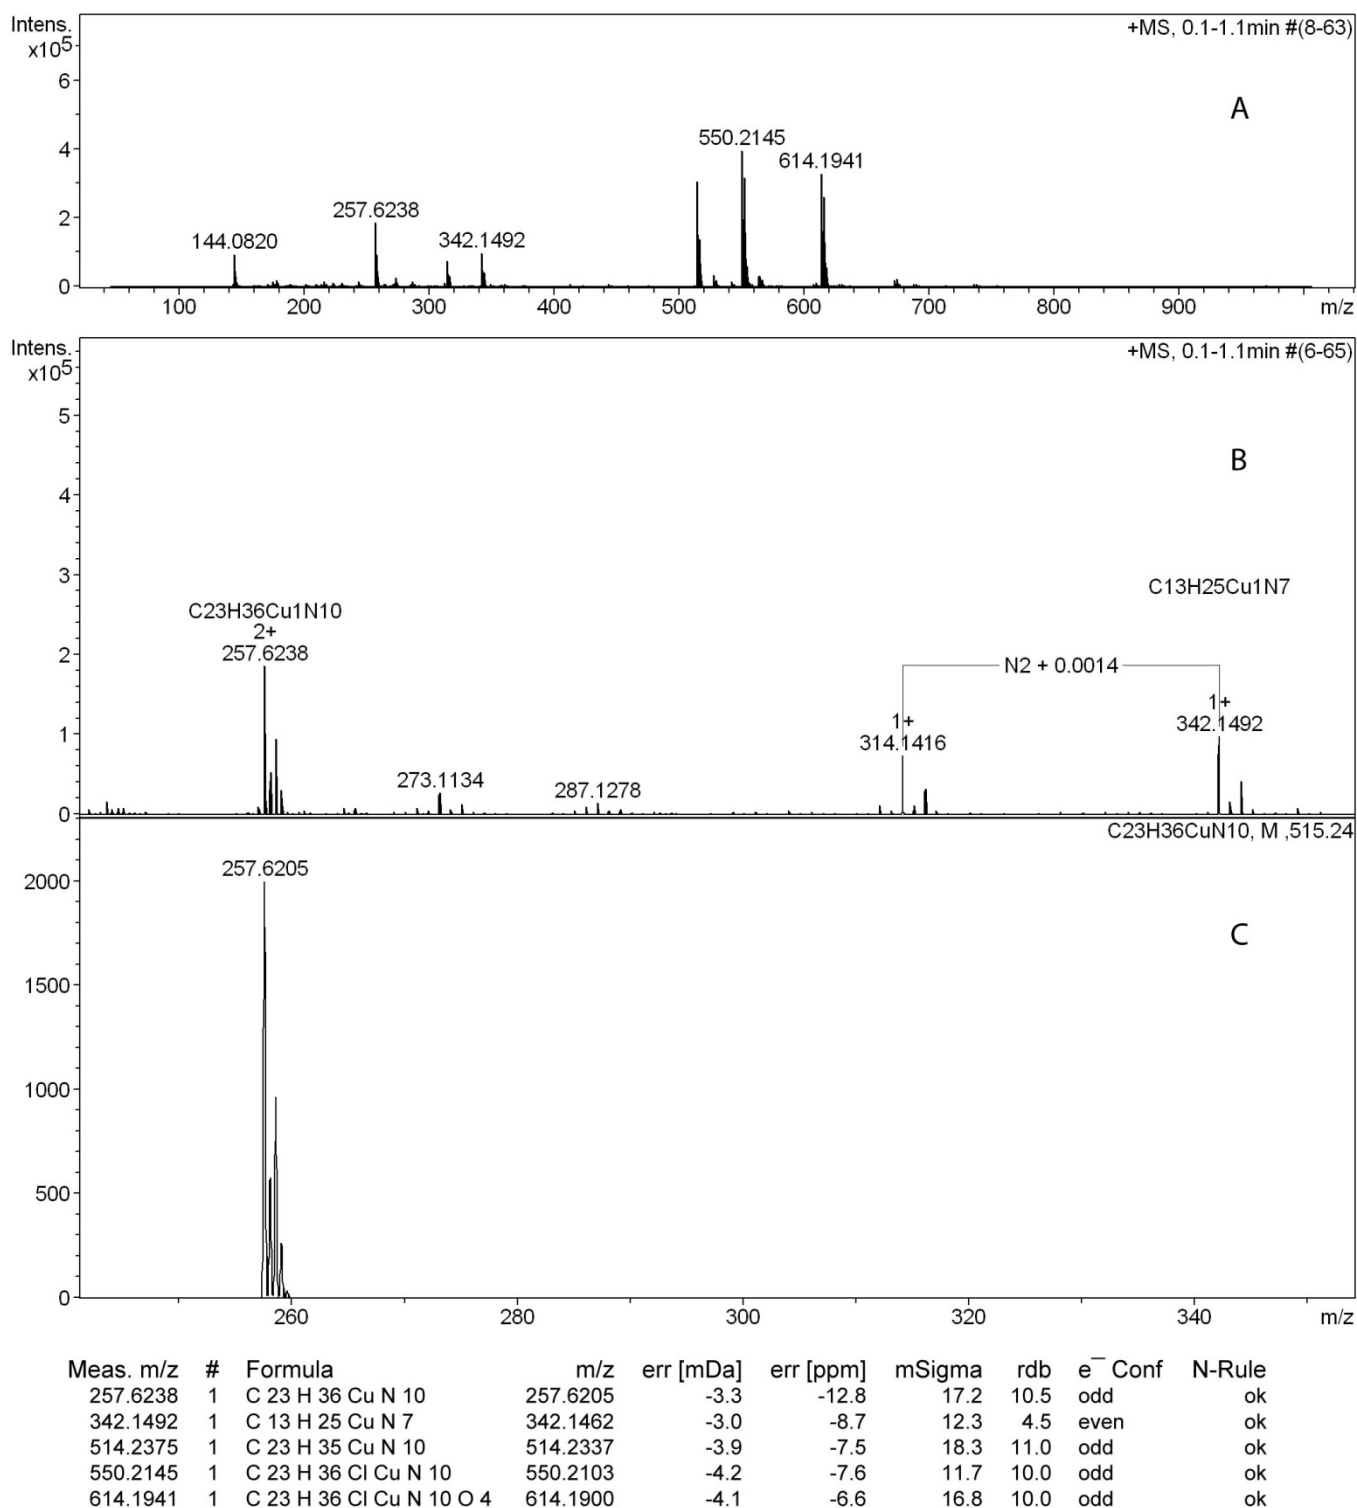 Intens.
x10⁵
+MS, 0.1-1.1min #(8-63)
6
A
4
550.2145
614.1941
257.6238
2
144.0820
342.1492
0
100 200 300 400 500 600 700 800 900 m/z
Intens.
x10⁵
+MS, 0.1-1.1min #(6-65)
5
B
4
3
C13H25Cu1N7
C23H36Cu1N10
2+
2
257.6238
N2 + 0.0014
1+
1+
342.1492
314.1416
1
273.1134
287.1278
0
C23H36CuN10, M ,515.24
257.6205
2000
C
1500
1000
500
0
260 280 300 320 340 m/z
Meas. m/z # Formula m/z err [mDa] err [ppm] mSigma rdb e¯ Conf N-Rule
257.6238 1 C 23 H 36 Cu N 10 257.6205 -3.3 -12.8 17.2 10.5 odd ok
342.1492 1 C 13 H 25 Cu N 7 342.1462 -3.0 -8.7 12.3 4.5 even ok
514.2375 1 C 23 H 35 Cu N 10 514.2337 -3.9 -7.5 18.3 11.0 odd ok
550.2145 1 C 23 H 36 Cl Cu N 10 550.2103 -4.2 -7.6 11.7 10.0 odd ok
614.1941 1 C 23 H 36 Cl Cu N 10 O 4 614.1900 -4.1 -6.6 16.8 10.0 odd ok